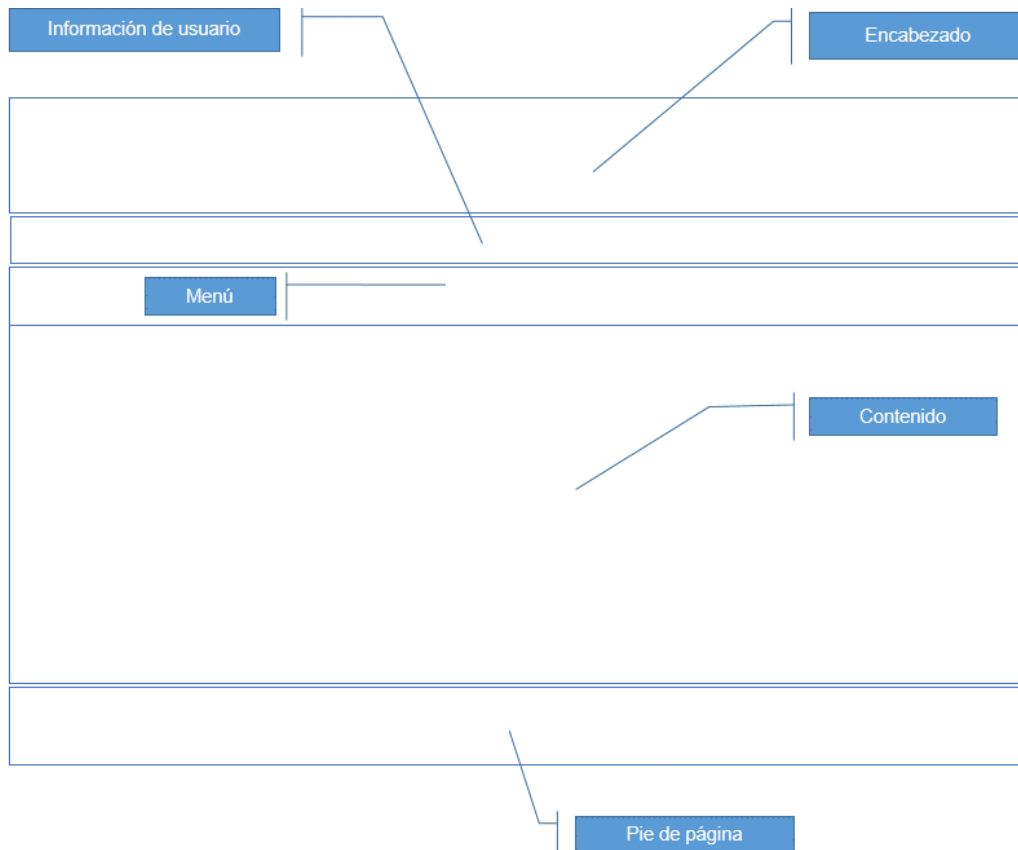 Información de usuario
Encabezado
Menú
Contenido
Pie de página